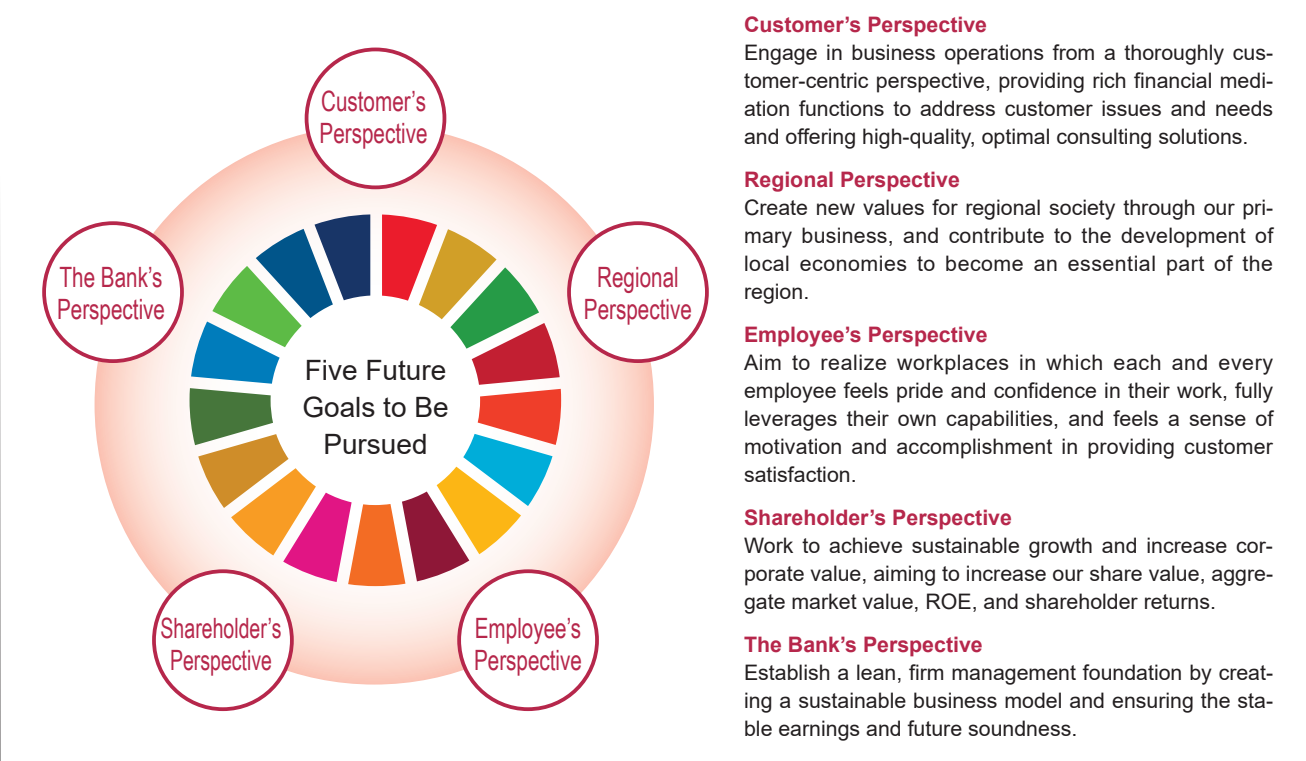 Customer's
Perspective
The Bank's
Perspective
Regional
Perspective
Five Future
Goals to Be
Pursued
Shareholder's
Perspective
Employee's
Perspective
Customer's Perspective
Engage in business operations from a thoroughly cus-
tomer-centric perspective, providing rich financial medi-
ation functions to address customer issues and needs
and offering high-quality, optimal consulting solutions.
Regional Perspective
Create new values for regional society through our pri-
mary business, and contribute to the development of
local economies to become an essential part of the
region.
Employee's Perspective
Aim to realize workplaces in which each and every
employee feels pride and confidence in their work, fully
leverages their own capabilities, and feels a sense of
motivation and accomplishment in providing customer
satisfaction.
Shareholder's Perspective
Work to achieve sustainable growth and increase cor-
porate value, aiming to increase our share value, aggre-
gate market value, ROE, and shareholder returns.
The Bank's Perspective
Establish a lean, firm management foundation by creat-
ing a sustainable business model and ensuring the sta-
ble earnings and future soundness.